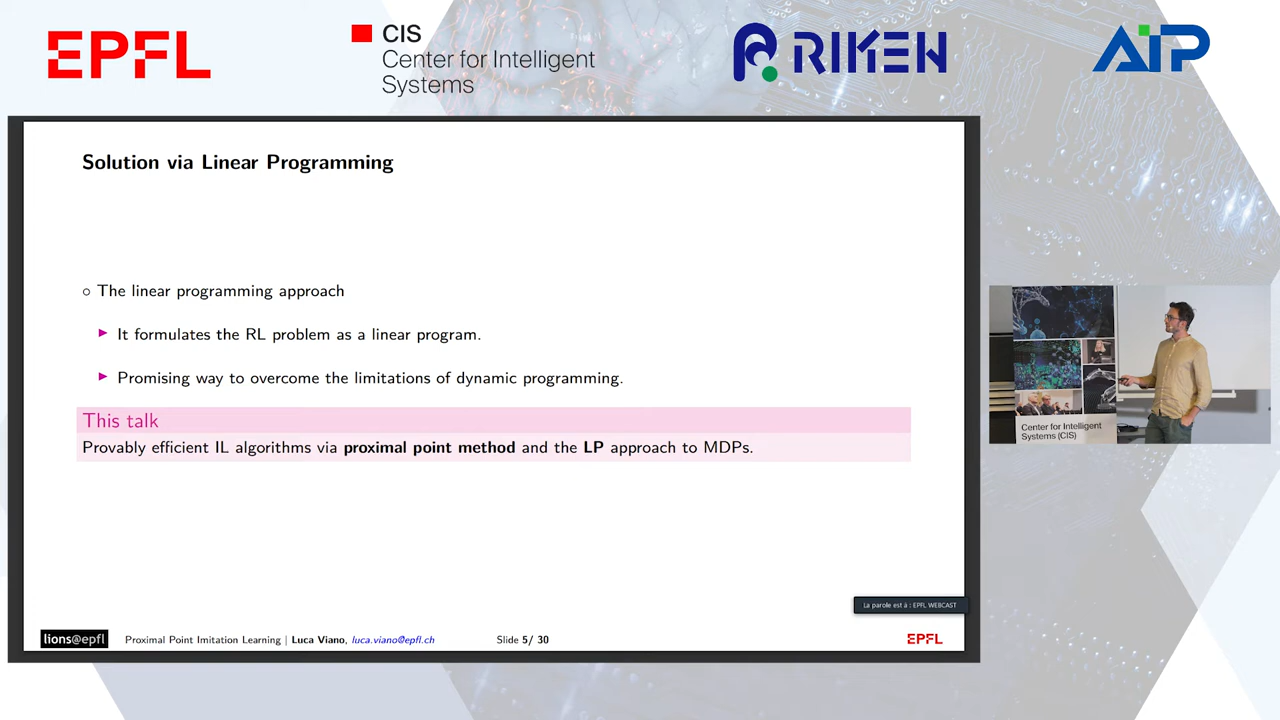 EPFL
CIS
Center for Intelligent
Systems
RIKEN
AIP
Solution via Linear Programming
○ The linear programming approach
▶ It formulates the RL problem as a linear program.
▶ Promising way to overcome the limitations of dynamic programming.
This talk
Provably efficient IL algorithms via proximal point method and the LP approach to MDPs.
Center for Intelligent
Systems (CIS)
La parole est à : EPFL WEBCAST
lions@epfl Proximal Point Imitation Learning | Luca Viano, luca.viano@epfl.ch Slide 5/ 30 EPFL